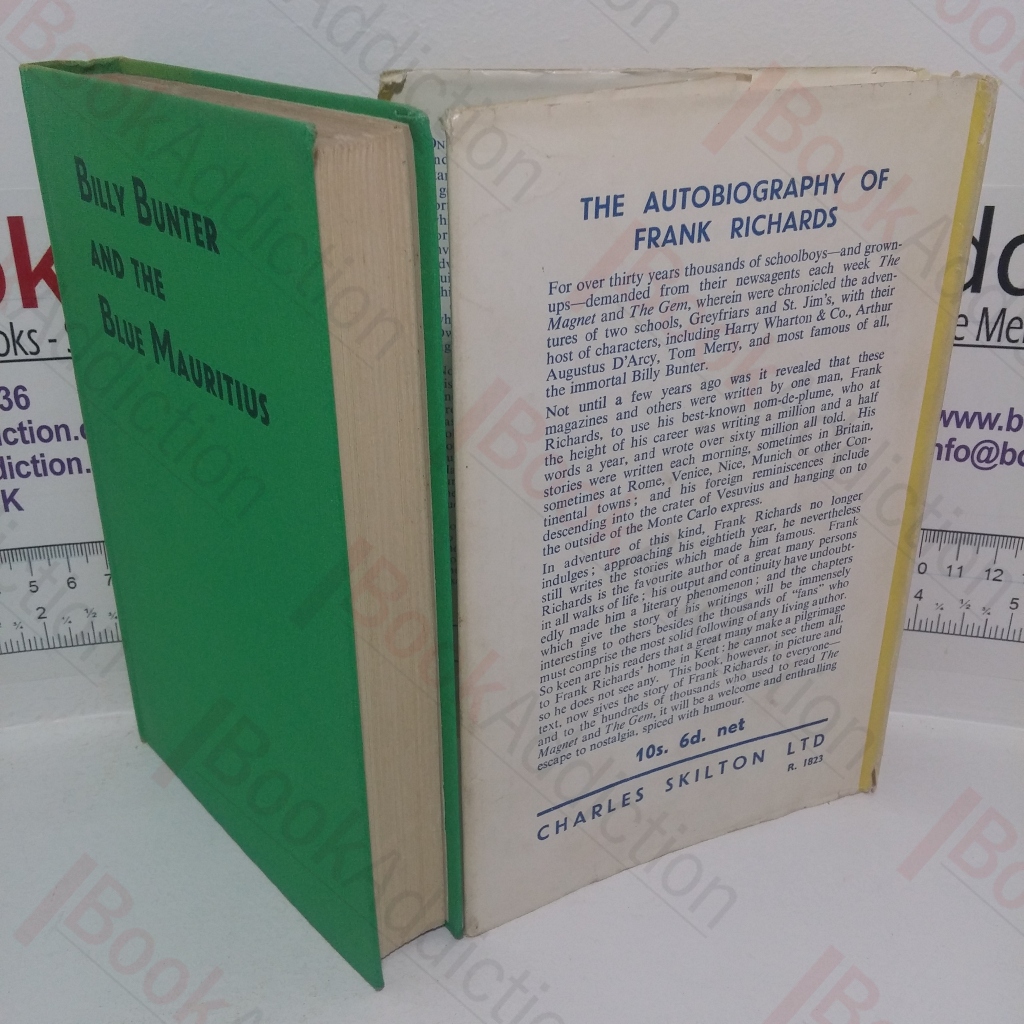 BILLY BUNTER
AND THE
BLUE MAURITIUS
THE AUTOBIOGRAPHY OF
FRANK RICHARDS
For over thirty years thousands of schoolboys—and grown-
ups—demanded from their newsagents each week The
Magnet and The Gem, wherein were chronicled the adven-
tures of two schools, Greyfriars and St. Jim's, with their
host of characters, including Harry Wharton & Co., Arthur
Augustus D'Arcy, Tom Merry, and most famous of all,
the immortal Billy Bunter.
Not until a few years ago was it revealed that these
magazines and others were written by one man, Frank
Richards, to use his best-known nom-de-plume, who at
the height of his career was writing a million and a half
words a year, and wrote over sixty million all told. His
stories were written each morning, sometimes in Britain,
sometimes at Rome, Venice, Nice, Munich or other Con-
tinental towns; and his foreign reminiscences include
descending into the crater of Vesuvius and hanging on to
the outside of the Monte Carlo express.
In adventure of this kind, Frank Richards no longer
indulges; approaching his eightieth year, he nevertheless
still writes the stories which made him famous. Frank
Richards is the favourite author of a great many persons
in all walks of life; his output and continuity have undoubt-
edly made him a literary phenomenon; and the chapters
which give the story of his writings will be immensely
interesting to others besides the thousands of "fans" who
must comprise the most solid following of any living author.
So keen are his readers that a great many make a pilgrimage
to Frank Richards' home in Kent; he cannot see them all,
so he does not see any. This book, however, in picture and
text, now gives the story of Frank Richards to everyone—
and to the hundreds of thousands who used to read The
Magnet and The Gem, it will be a welcome and enthralling
escape to nostalgia, spiced with humour.
10s. 6d. net
CHARLES SKILTON LTD
R. 1823
36
www.b
info@bo
BookAddiction